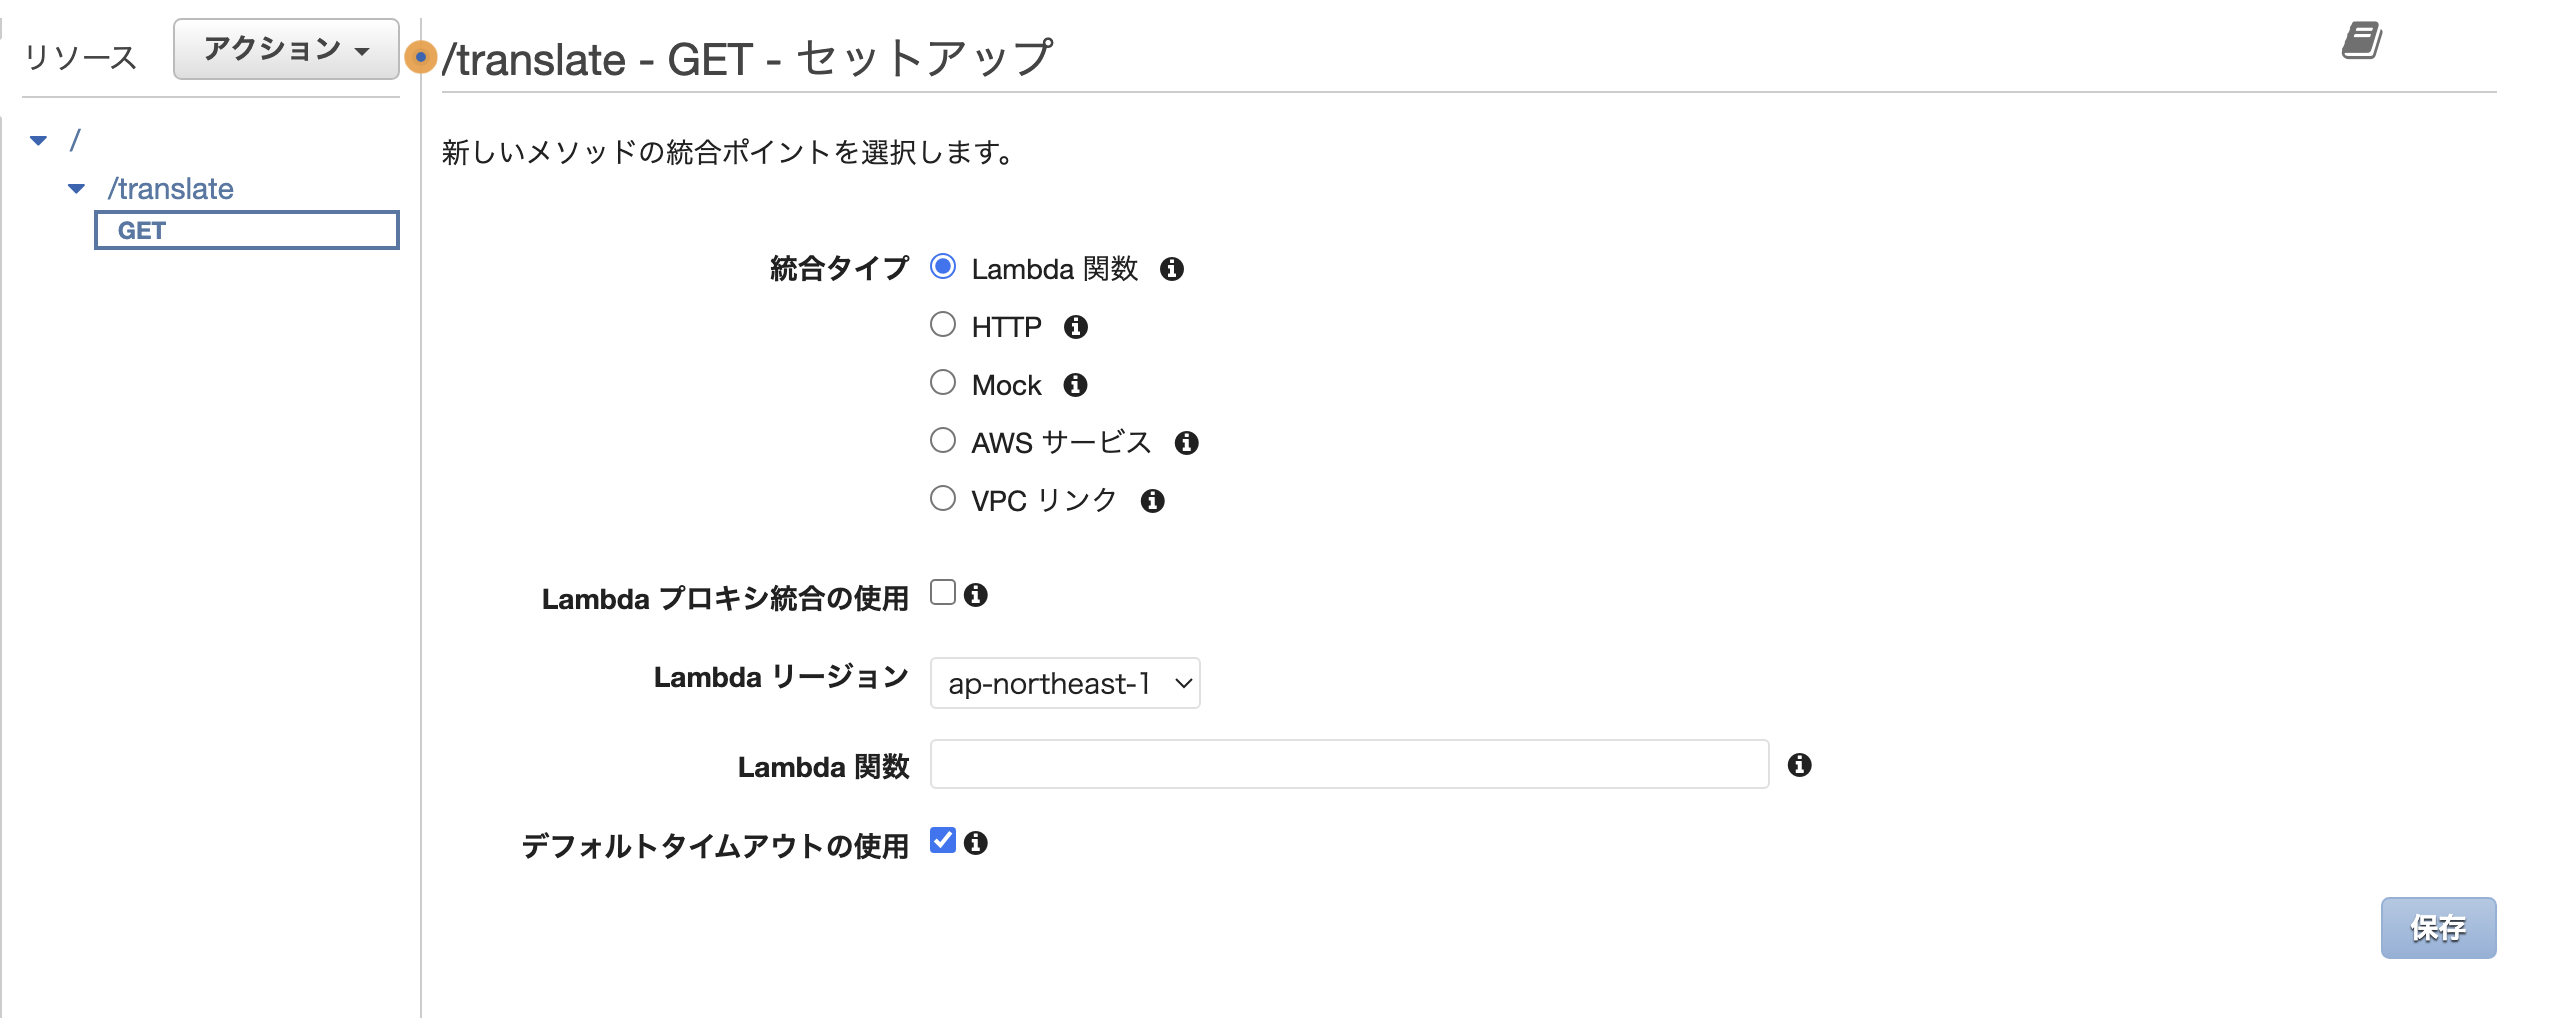 リソース
アクション
/
/translate
GET
/translate - GET - セットアップ
新しいメソッドの統合ポイントを選択します。
統合タイプ
Lambda 関数
HTTP
Mock
AWS サービス
VPC リンク
Lambda プロキシ統合の使用
Lambda リージョン ap-northeast-1
Lambda 関数
デフォルトタイムアウトの使用
保存